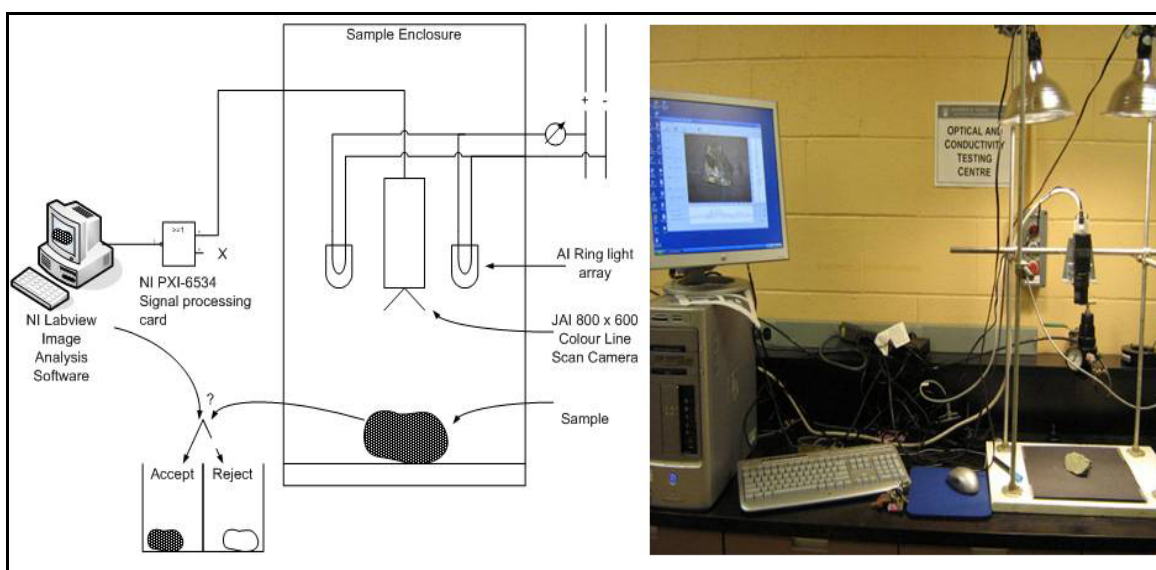 Sample Enclosure
+ -
>=1
X
NI PXI-6534
Signal processing
card
NI Labview
Image
Analysis
Software
AI Ring light
array
JAI 800 x 600
Colour Line
Scan Camera
Sample
?
Accept Reject
OPTICAL AND
CONDUCTIVITY
TESTING
CENTRE